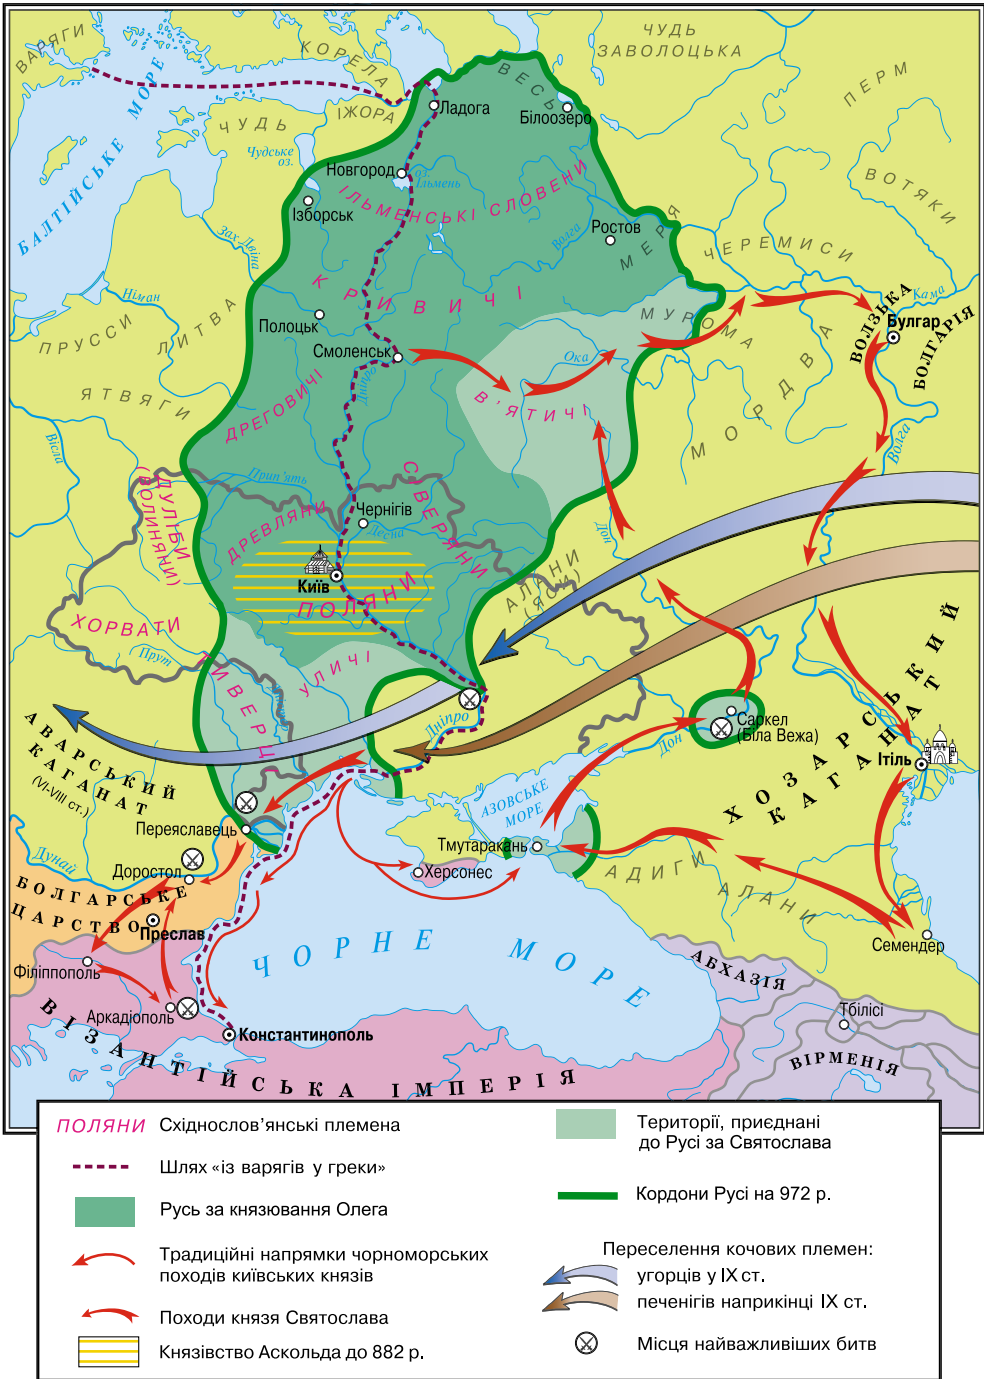 ВАРЯГИ
КОРЕЛА
ЧУДЬ
ЗАВОЛОЦЬКА
ВЕСЬ
ПЕРМ
БАЛТІЙСЬКЕ МОРЕ
ІЖОРА
Ладога
Білоозеро
ЧУДЬ
Чудське
оз.
Новгород
оз.
Ільмень
ІЛЬМЕНСЬКІ СЛОВЕНИ
ВОТЯКИ
Ізборськ
Зах. Двіна
Волга
Ростов
МЕРЯ
ЧЕРЕМИСИ
Німан
КРИВИЧІ
Кама
ПРУССИ
ЛИТВА
Полоцьк
МУРОМА
Булгар
ВОЛЗЬКА
БОЛГАРІЯ
Смоленськ
Дніпро
Ока
МОРДВА
ЯТВЯГИ
ДРЕГОВИЧІ
В'ЯТИЧІ
Вісла
Волга
Прип'ять
ДУЛІБИ
(ВОЛИНЯНИ)
СІВЕРЯНИ
Чернігів
Десна
ДРЕВЛЯНИ
Дон
Київ
ПОЛЯНИ
АЛАНИ
(ЯСИ)
ХОРВАТИ
Прут
УЛИЧІ
ТИВЕРЦІ
Дніпро
Саркел
(Біла Вежа)
Дон
ХОЗАРСЬКИЙ
КАГАНАТ
Ітіль
АВАРСЬКИЙ
КАГАНАТ
(VI-VIII ст.)
АЗОВСЬКЕ
МОРЕ
Переяславець
Тмутаракань
Дунай
Доростол
Херсонес
АДИГИ
АЛАНИ
БОЛГАРСЬКЕ
ЦАРСТВО
Преслав
Семендер
ЧОРНЕ МОРЕ
Філіппополь
АБХАЗІЯ
Аркадіополь
Константинополь
Тбілісі
ВІРМЕНІЯ
ВІЗАНТІЙСЬКА ІМПЕРІЯ
ПОЛЯНИ Східнослов'янські племена
Шлях «із варягів у греки»
Русь за князювання Олега
Традиційні напрямки чорноморських
походів київських князів
Походи князя Святослава
Князівство Аскольда до 882 р.
Території, приєднані
до Русі за Святослава
Кордони Русі на 972 р.
Переселення кочових племен:
угорців у IX ст.
печенігів наприкінці IX ст.
Місця найважливіших битв